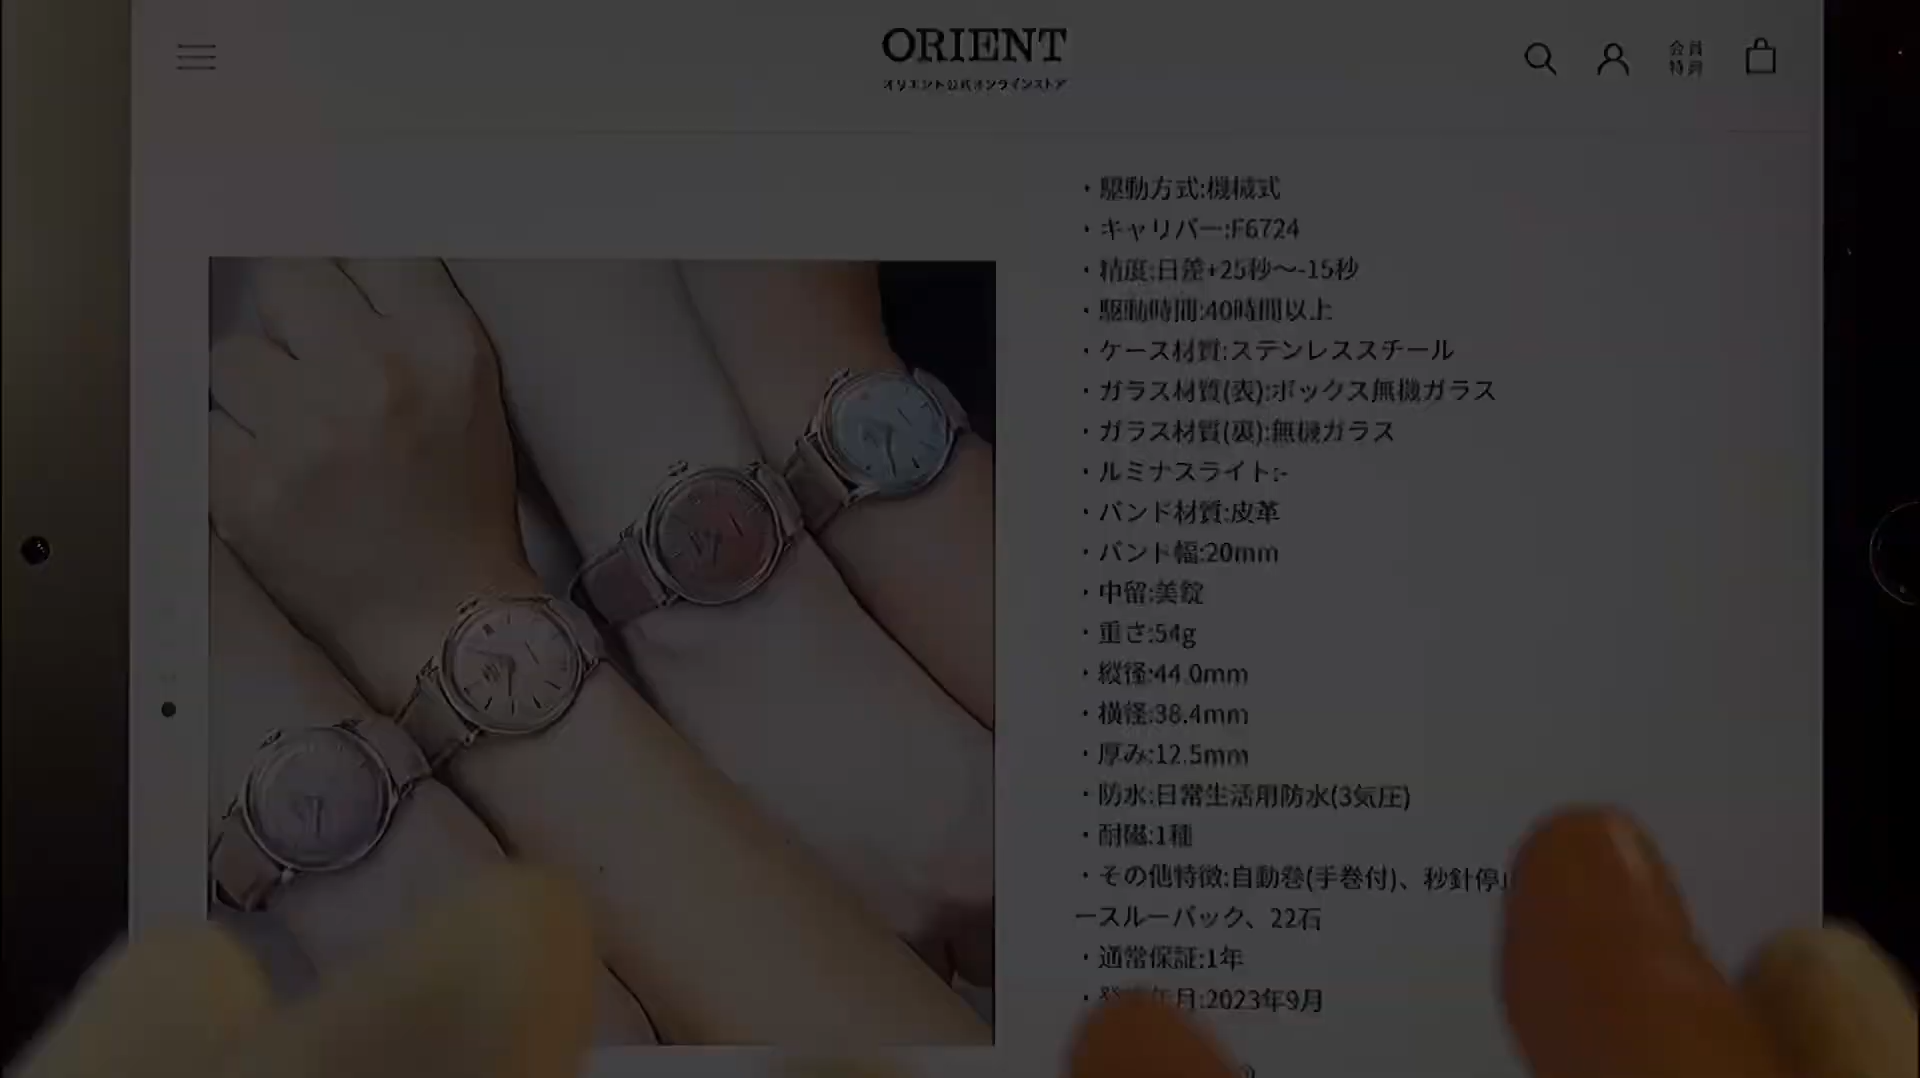 ORIENT
オリエント公式オンラインストア
会員
特典
・駆動方式:機械式
・キャリバー:F6724
・精度:日差+25秒～-15秒
・駆動時間:40時間以上
・ケース材質:ステンレススチール
・ガラス材質(表):ボックス無機ガラス
・ガラス材質(裏):無機ガラス
・ルミナスライト:-
・バンド材質:皮革
・バンド幅:20mm
・中留:美錠
・重さ:54g
・縦径:44.0mm
・横径:38.4mm
・厚み:12.5mm
・防水:日常生活用防水(3気圧)
・耐磁:1種
・その他特徴:自動巻(手巻付)、秒針停止
ースルーバック、22石
・通常保証:1年
年月:2023年9月